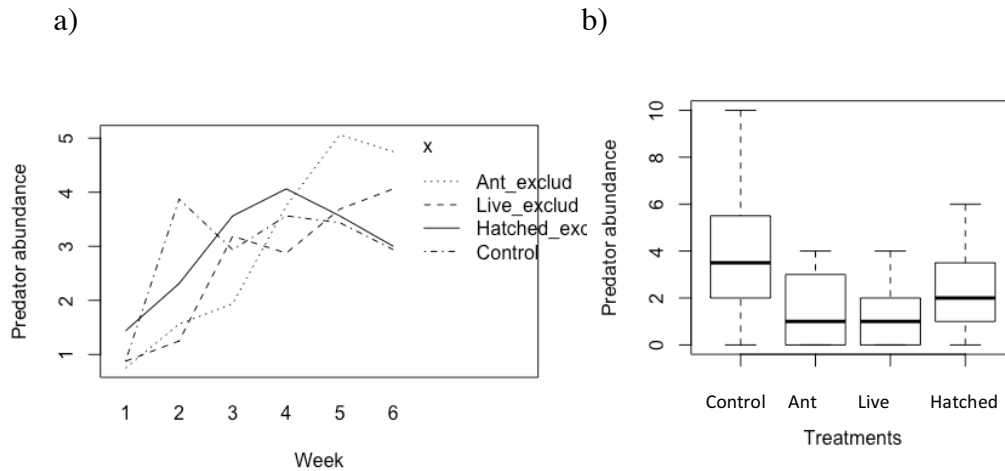 a)
b)
Predator abundance
5
4
3
2
1
x
Ant_exclud
Live_exclud
Hatched_exc
Control
1 2 3 4 5 6
Week
Predator abundance
10
8
6
4
2
0
Control Ant Live Hatched
Treatments